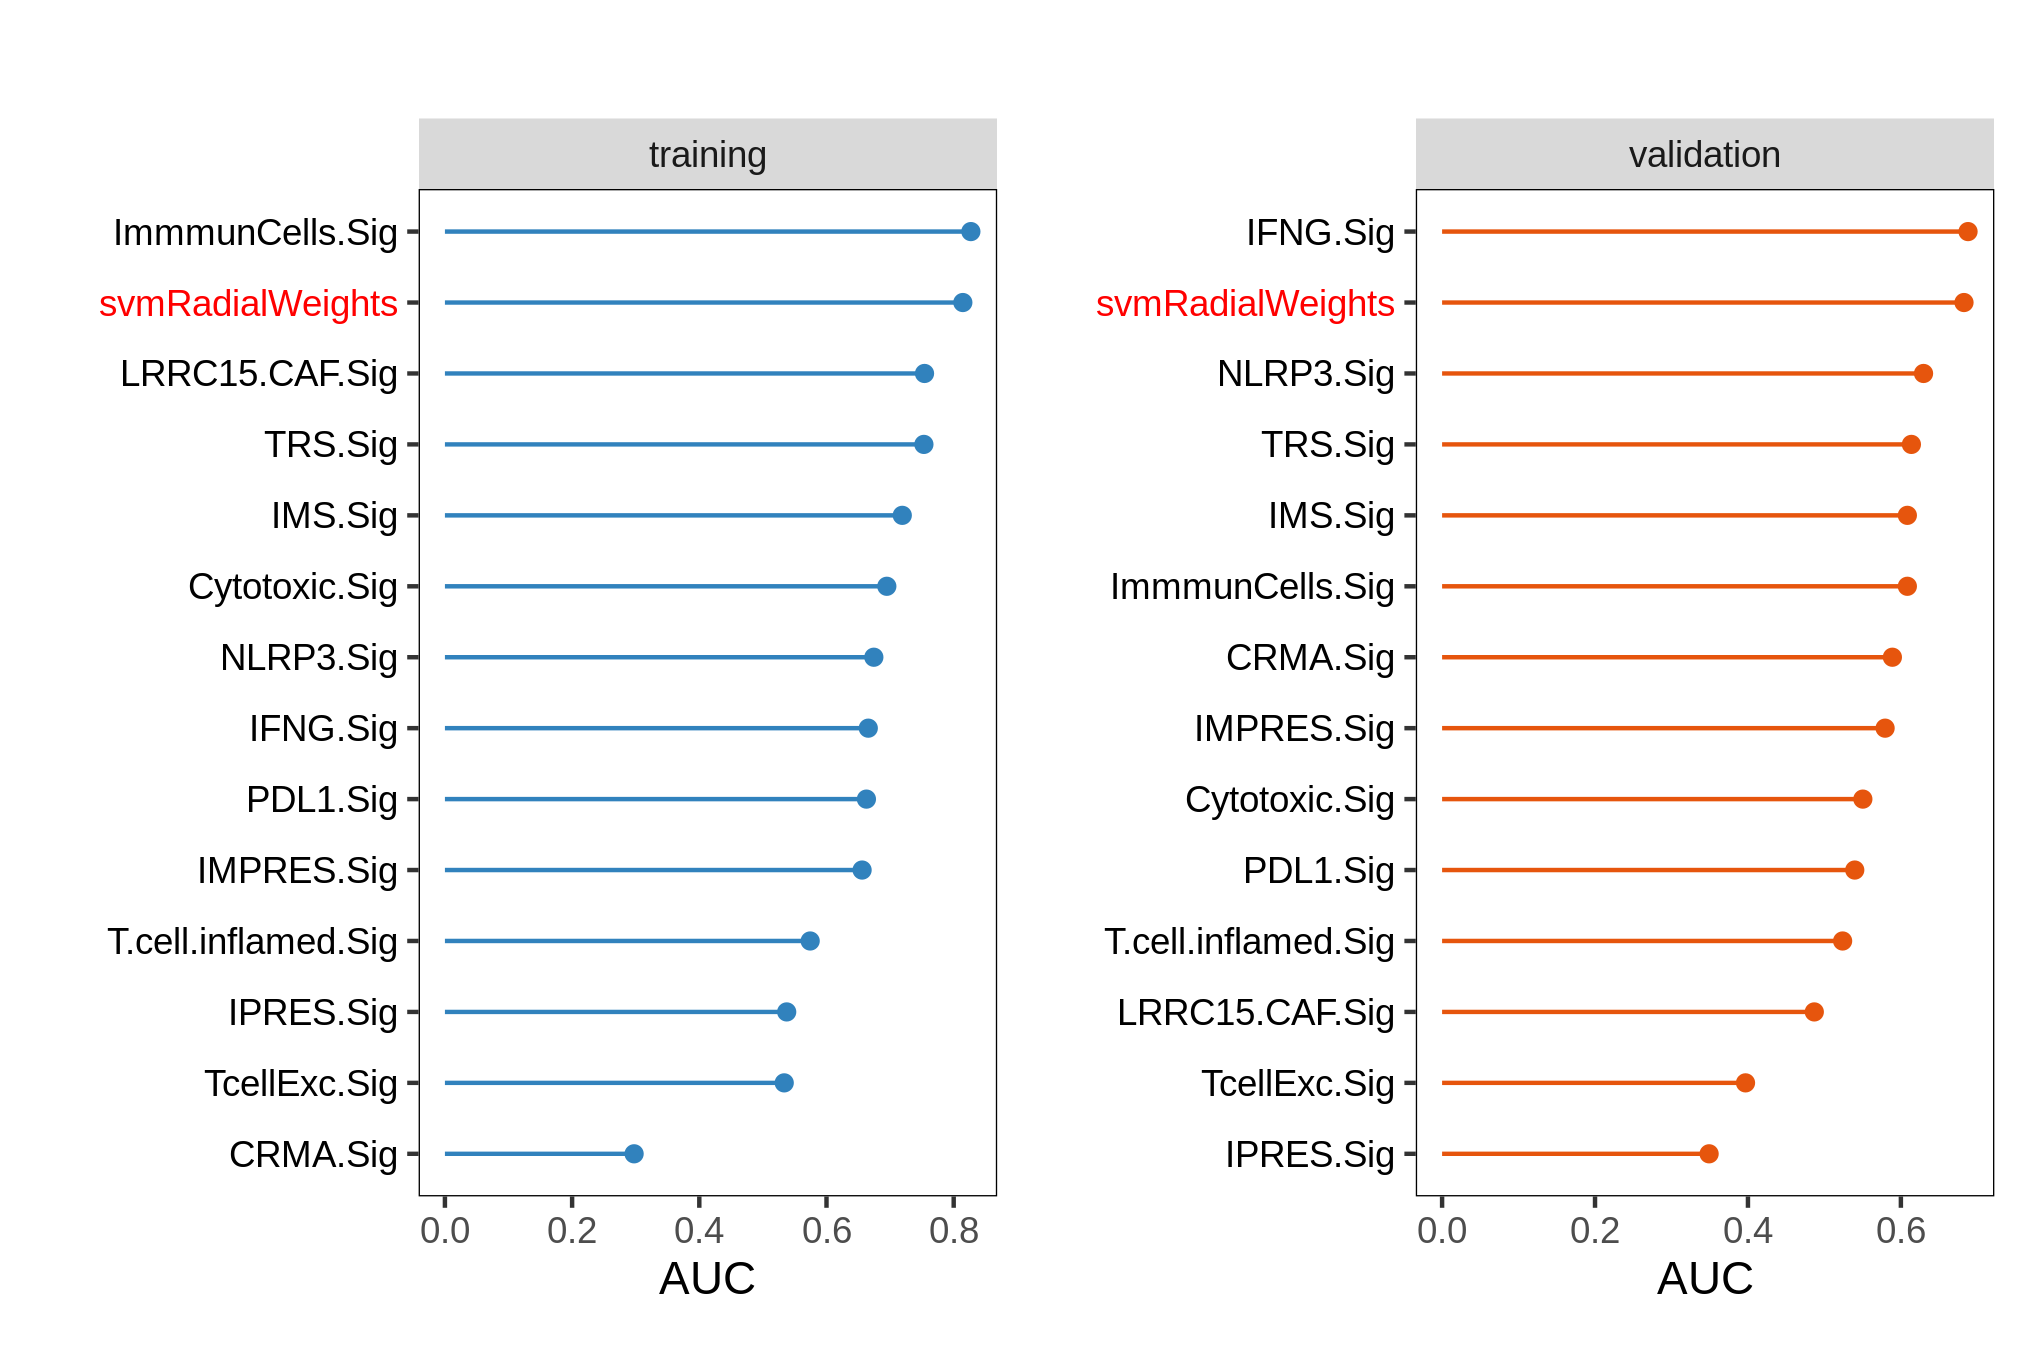 training
ImmmunCells.Sig
svmRadialWeights
LRRC15.CAF.Sig
TRS.Sig
IMS.Sig
Cytotoxic.Sig
NLRP3.Sig
IFNG.Sig
PDL1.Sig
IMPRES.Sig
T.cell.inflamed.Sig
IPRES.Sig
TcellExc.Sig
CRMA.Sig
0.0 0.2 0.4 0.6 0.8
AUC
validation
IFNG.Sig
svmRadialWeights
NLRP3.Sig
TRS.Sig
IMS.Sig
ImmmunCells.Sig
CRMA.Sig
IMPRES.Sig
Cytotoxic.Sig
PDL1.Sig
T.cell.inflamed.Sig
LRRC15.CAF.Sig
TcellExc.Sig
IPRES.Sig
0.0 0.2 0.4 0.6
AUC